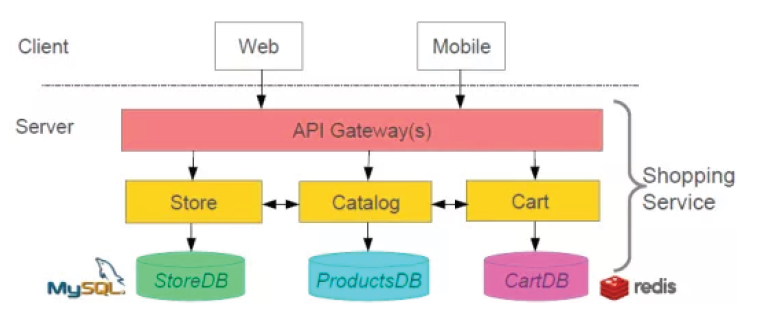 Client
Web
Mobile
Server
API Gateway(s)
Shopping
Service
Store
Catalog
Cart
MySQL
StoreDB
ProductsDB
CartDB
redis